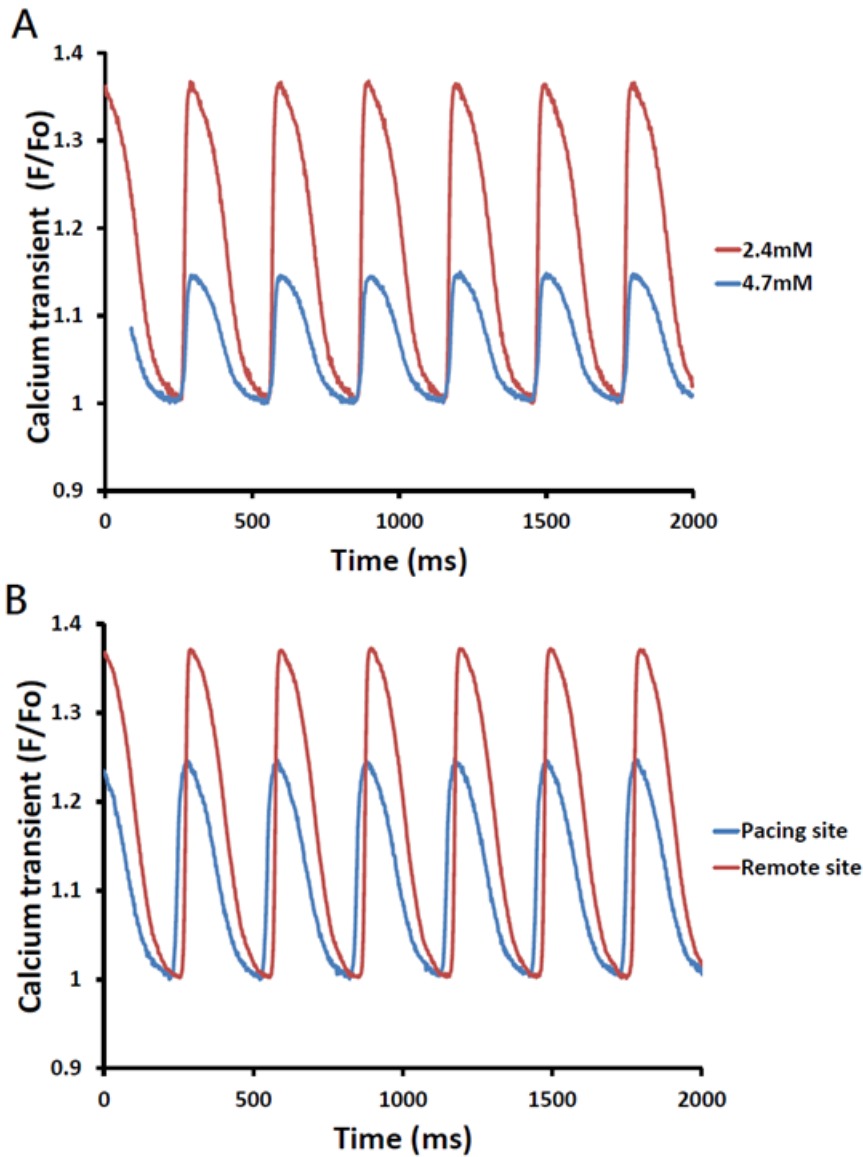 A
1.4
1.3
1.2
1.1
1
0.9
Calcium transient (F/Fo)
0
500
1000
1500
2000
Time (ms)
2.4mM
4.7mM
B
1.4
1.3
1.2
1.1
1
0.9
Calcium transient (F/Fo)
0
500
1000
1500
2000
Time (ms)
Pacing site
Remote site